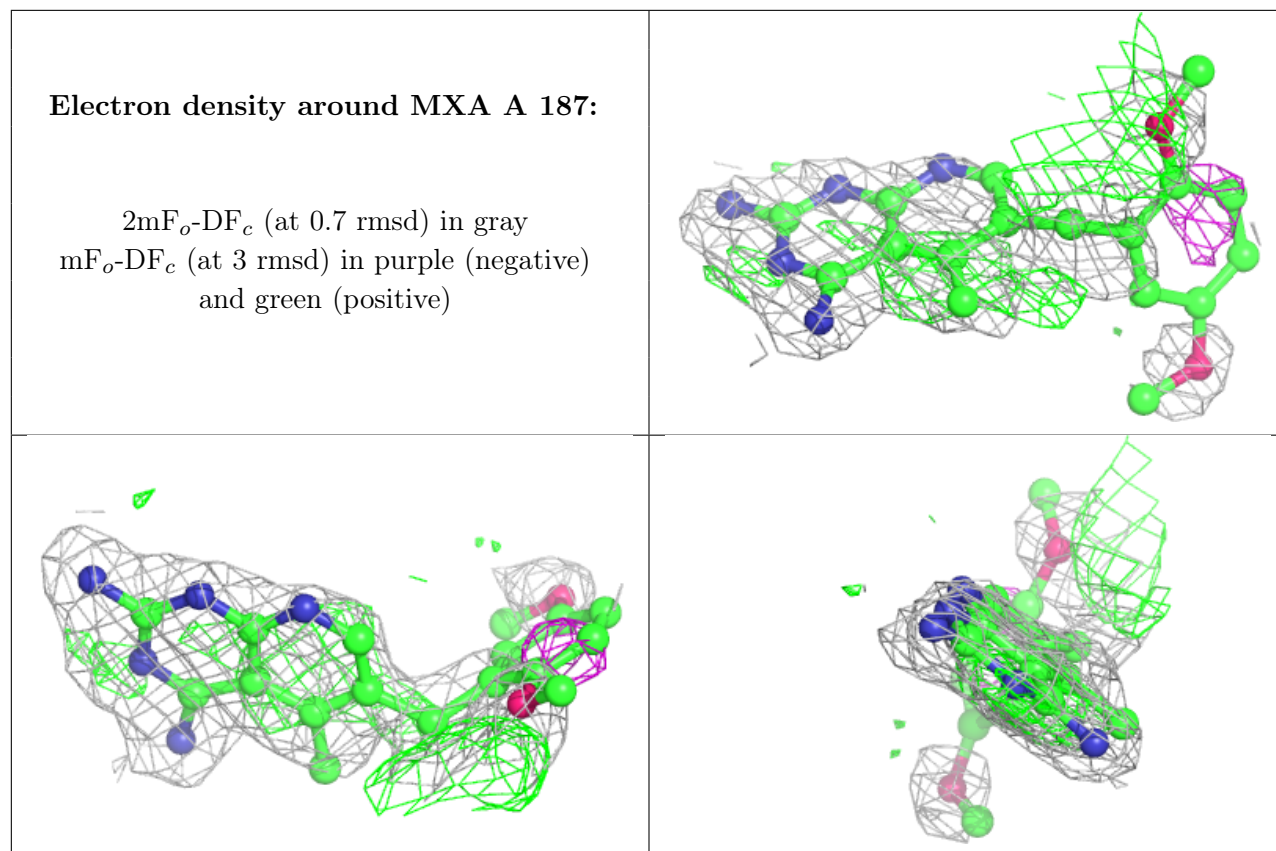 Electron density around MXA A 187:
2mFo-DFc (at 0.7 rmsd) in gray
mFo-DFc (at 3 rmsd) in purple (negative)
and green (positive)